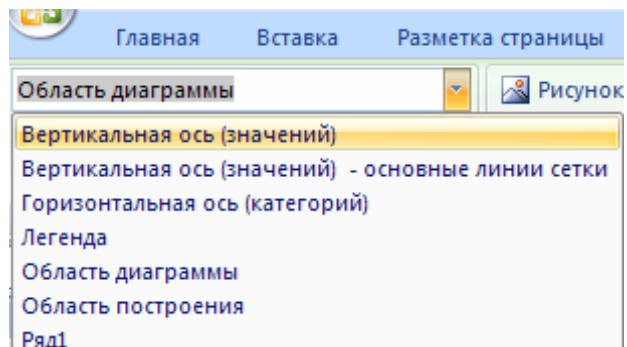 Главная Вставка Разметка страницы
Область диаграммы Рисунок
Вертикальная ось (значений)
Вертикальная ось (значений) - основные линии сетки
Горизонтальная ось (категорий)
Легенда
Область диаграммы
Область построения
Ряд1